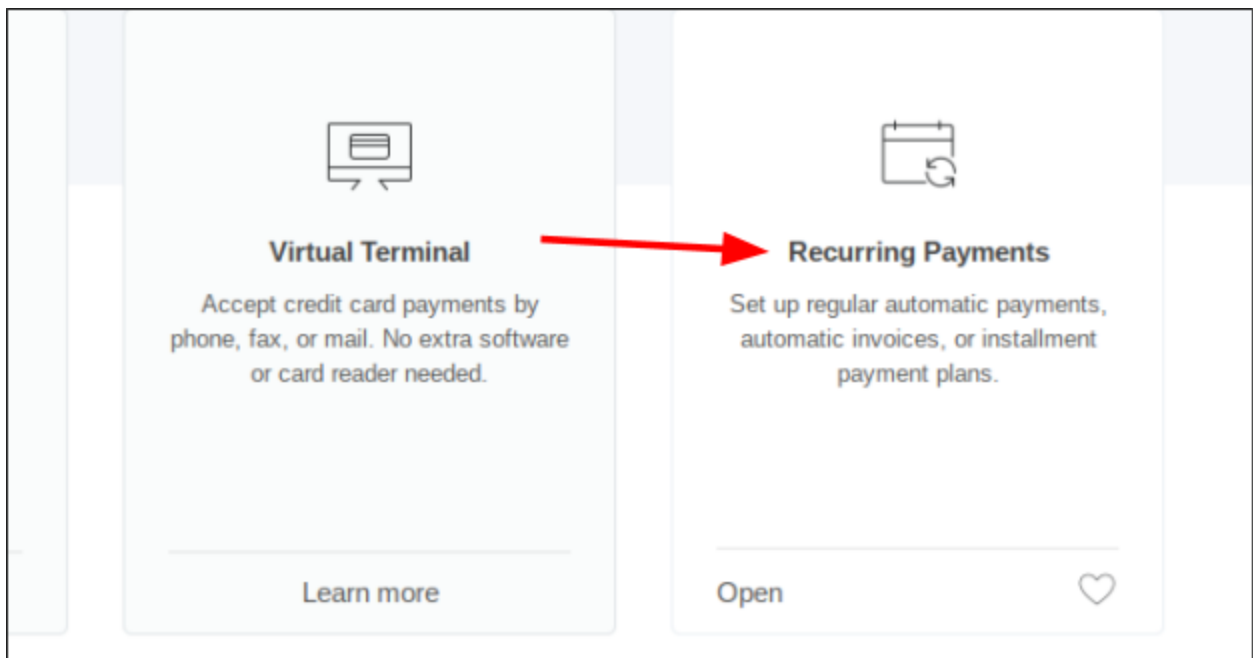 Virtual Terminal
Accept credit card payments by
phone, fax, or mail. No extra software
or card reader needed.
Learn more
Recurring Payments
Set up regular automatic payments,
automatic invoices, or installment
payment plans.
Open